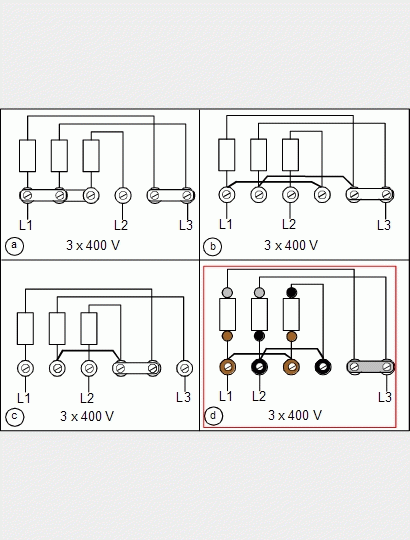 L1 L2 L3
a 3 x 400 V
L1 L2 L3
b 3 x 400 V
L1 L2 L3
c 3 x 400 V
L1 L2 L3
d 3 x 400 V